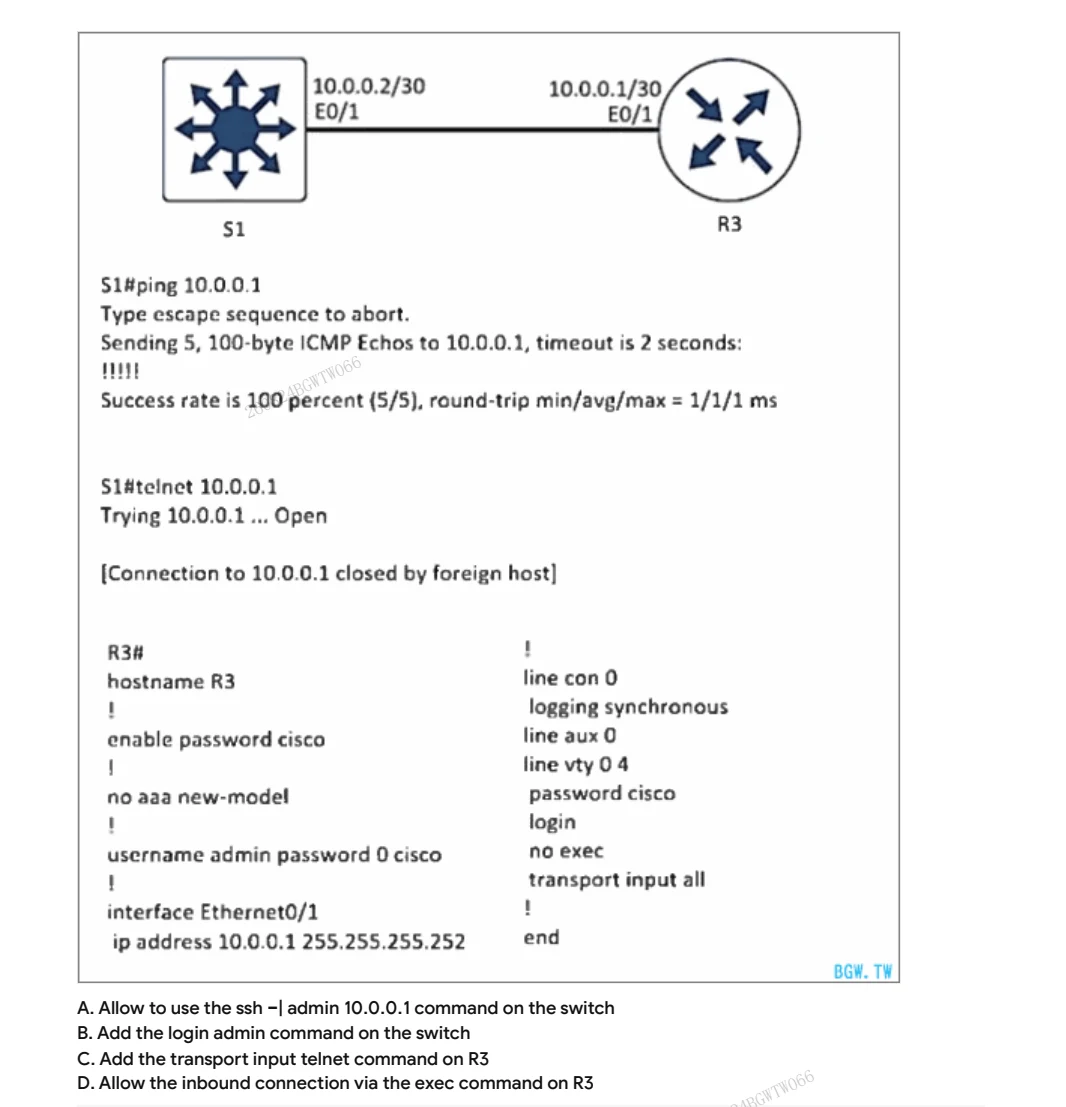 10.0.0.2/30
E0/1
10.0.0.1/30
E0/1
S1
R3
S1#ping 10.0.0.1
Type escape sequence to abort.
Sending 5, 100-byte ICMP Echos to 10.0.0.1, timeout is 2 seconds:
!!!!!
Success rate is 100 percent (5/5), round-trip min/avg/max = 1/1/1 ms
S1#telnet 10.0.0.1
Trying 10.0.0.1 ... Open
[Connection to 10.0.0.1 closed by foreign host]
R3#
hostname R3
!
enable password cisco
!
no aaa new-model
!
username admin password 0 cisco
!
interface Ethernet0/1
ip address 10.0.0.1 255.255.255.252
!
line con 0
logging synchronous
line aux 0
line vty 0 4
password cisco
login
no exec
transport input all
!
end
BGW. TW
A. Allow to use the ssh –| admin 10.0.0.1 command on the switch
B. Add the login admin command on the switch
C. Add the transport input telnet command on R3
D. Allow the inbound connection via the exec command on R3